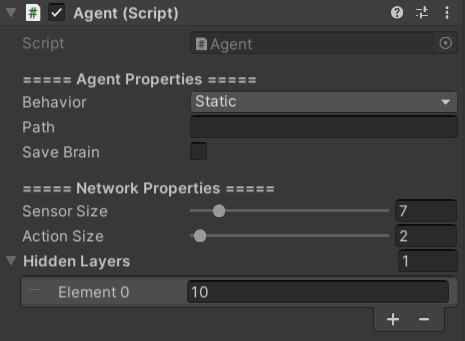 Agent (Script)
Script Agent
===== Agent Properties =====
Behavior Static
Path
Save Brain
===== Network Properties =====
Sensor Size 7
Action Size 2
Hidden Layers 1
Element 0 10
+ −